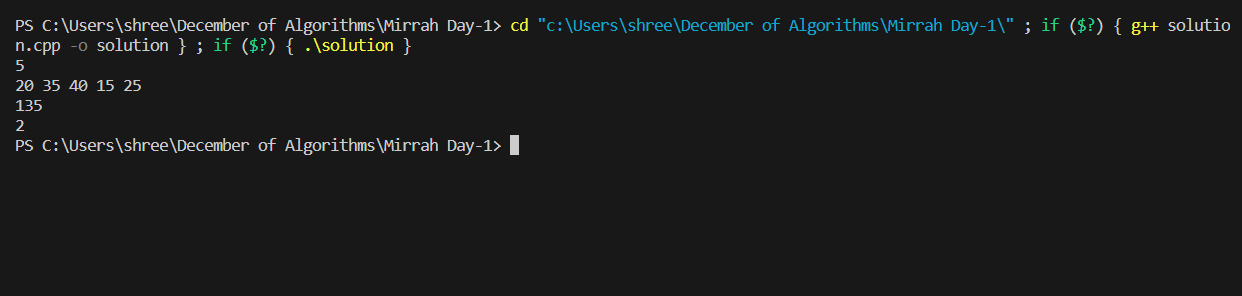 PS C:\Users\shree\December of Algorithms\Mirrah Day-1> cd "c:\Users\shree\December of Algorithms\Mirrah Day-1\" ; if ($?) { g++ solutio
n.cpp -o solution } ; if ($?) { .\solution }
5
20 35 40 15 25
135
2
PS C:\Users\shree\December of Algorithms\Mirrah Day-1>